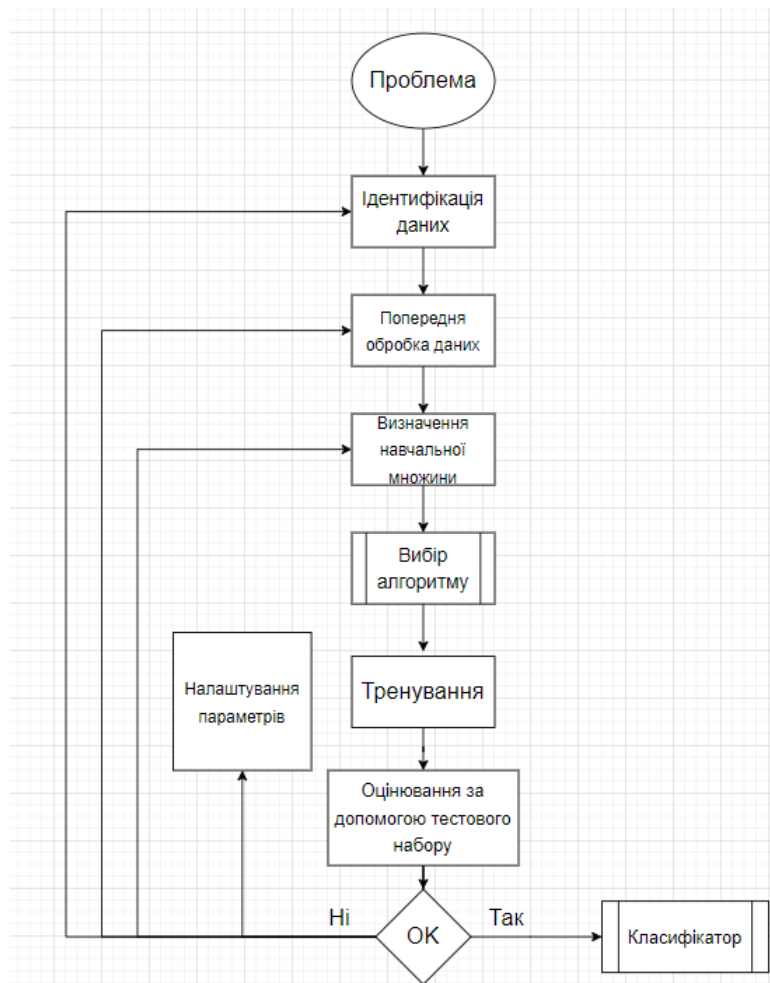 Проблема
Ідентифікація
даних
Попередня
обробка даних
Визначення
навчальної
множини
Вибір
алгоритму
Тренування
Налаштування
параметрів
Оцінювання за
допомогою тестового
набору
Ні
OK
Так
Класифікатор